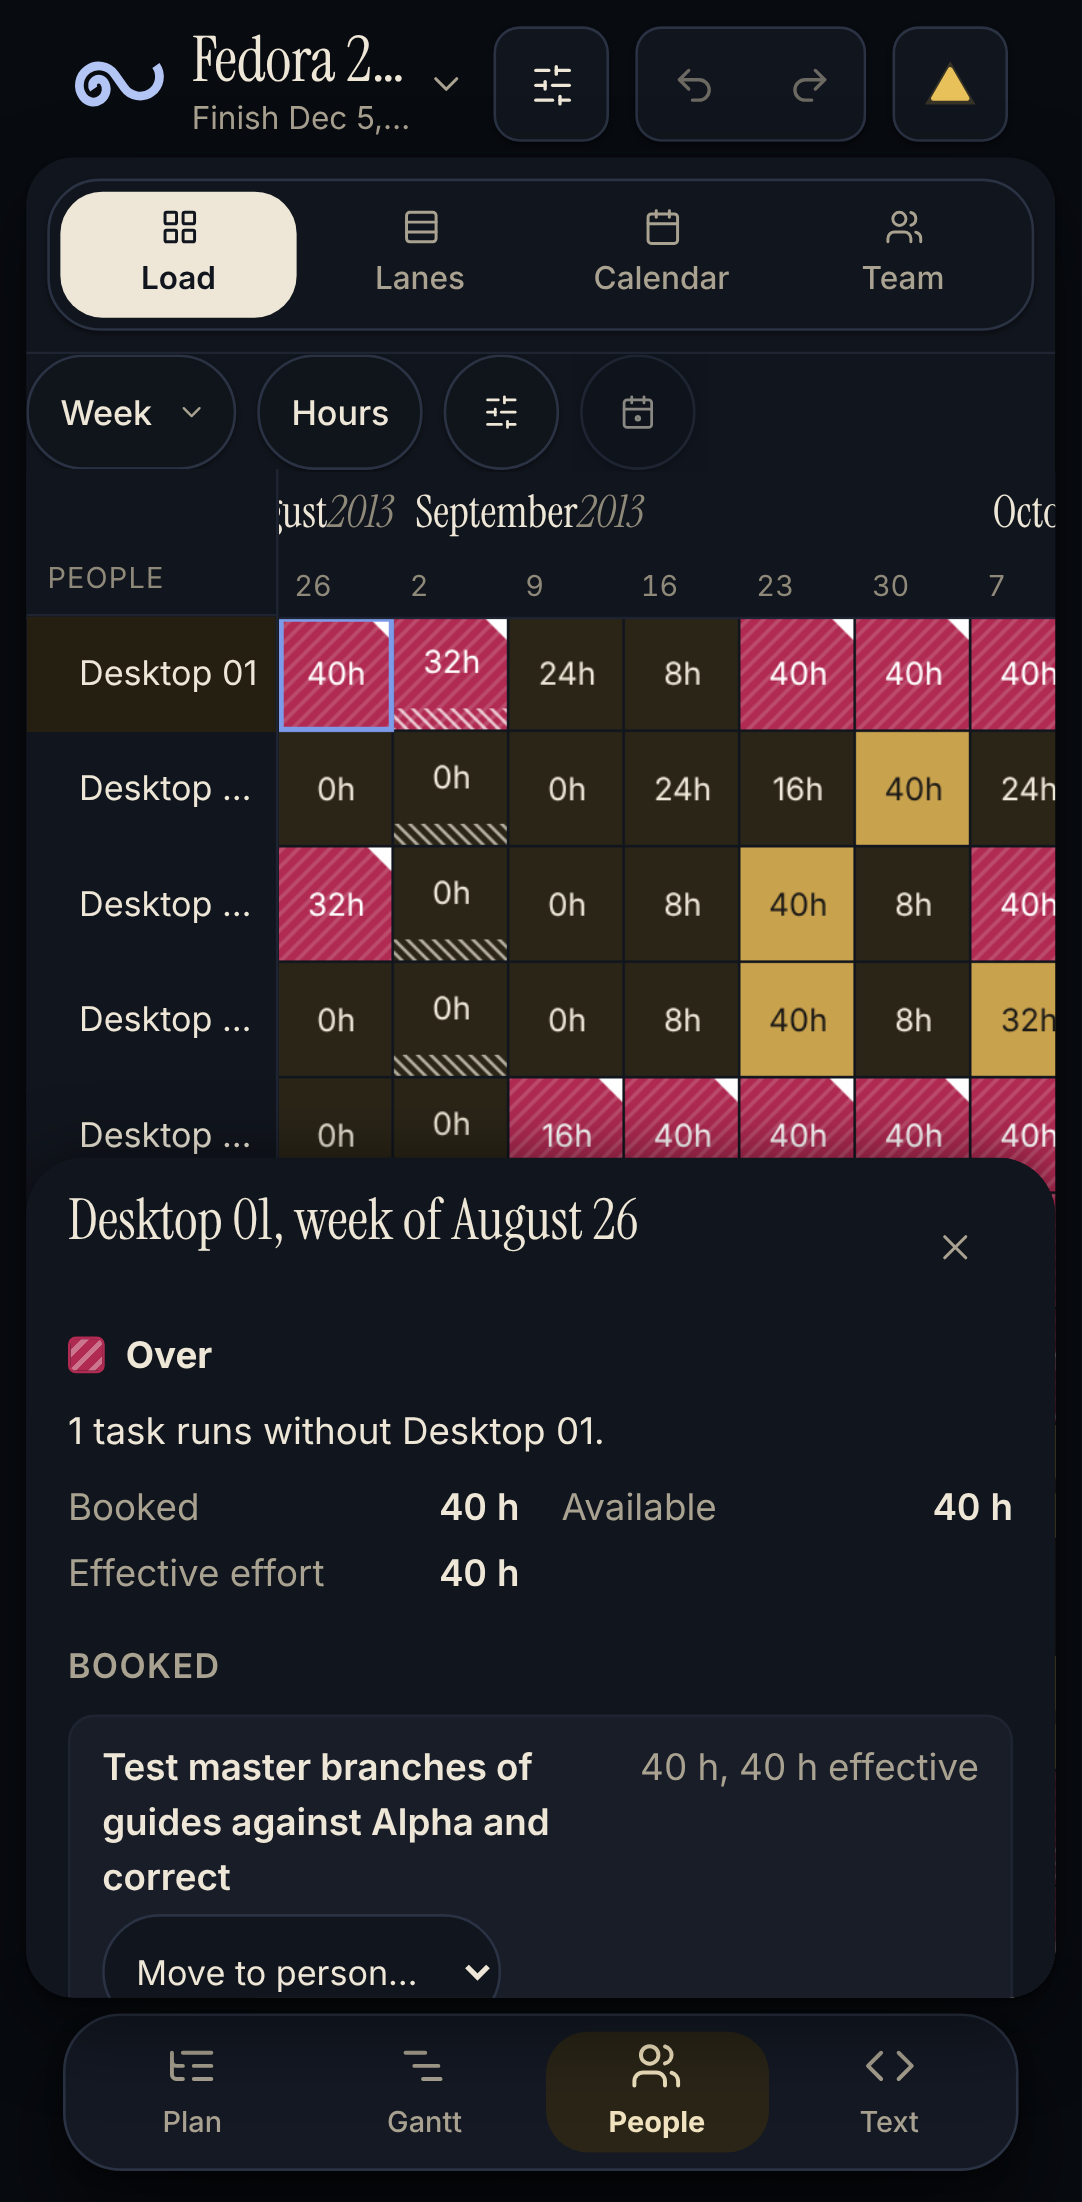 Fedora 2...
Finish Dec 5,...
Load Lanes Calendar Team
Week Hours
gust2013 September2013 Octo
PEOPLE 26 2 9 16 23 30 7
Desktop 01 40h 32h 24h 8h 40h 40h 40h
Desktop ... 0h 0h 0h 24h 16h 40h 24h
Desktop ... 32h 0h 0h 8h 40h 8h 40h
Desktop ... 0h 0h 0h 8h 40h 8h 32h
Desktop ... 0h 0h 16h 40h 40h 40h 40h
Desktop 01, week of August 26
Over
1 task runs without Desktop 01.
Booked 40 h Available 40 h
Effective effort 40 h
BOOKED
Test master branches of 40 h, 40 h effective
guides against Alpha and
correct
Move to person...
Plan Gantt People Text